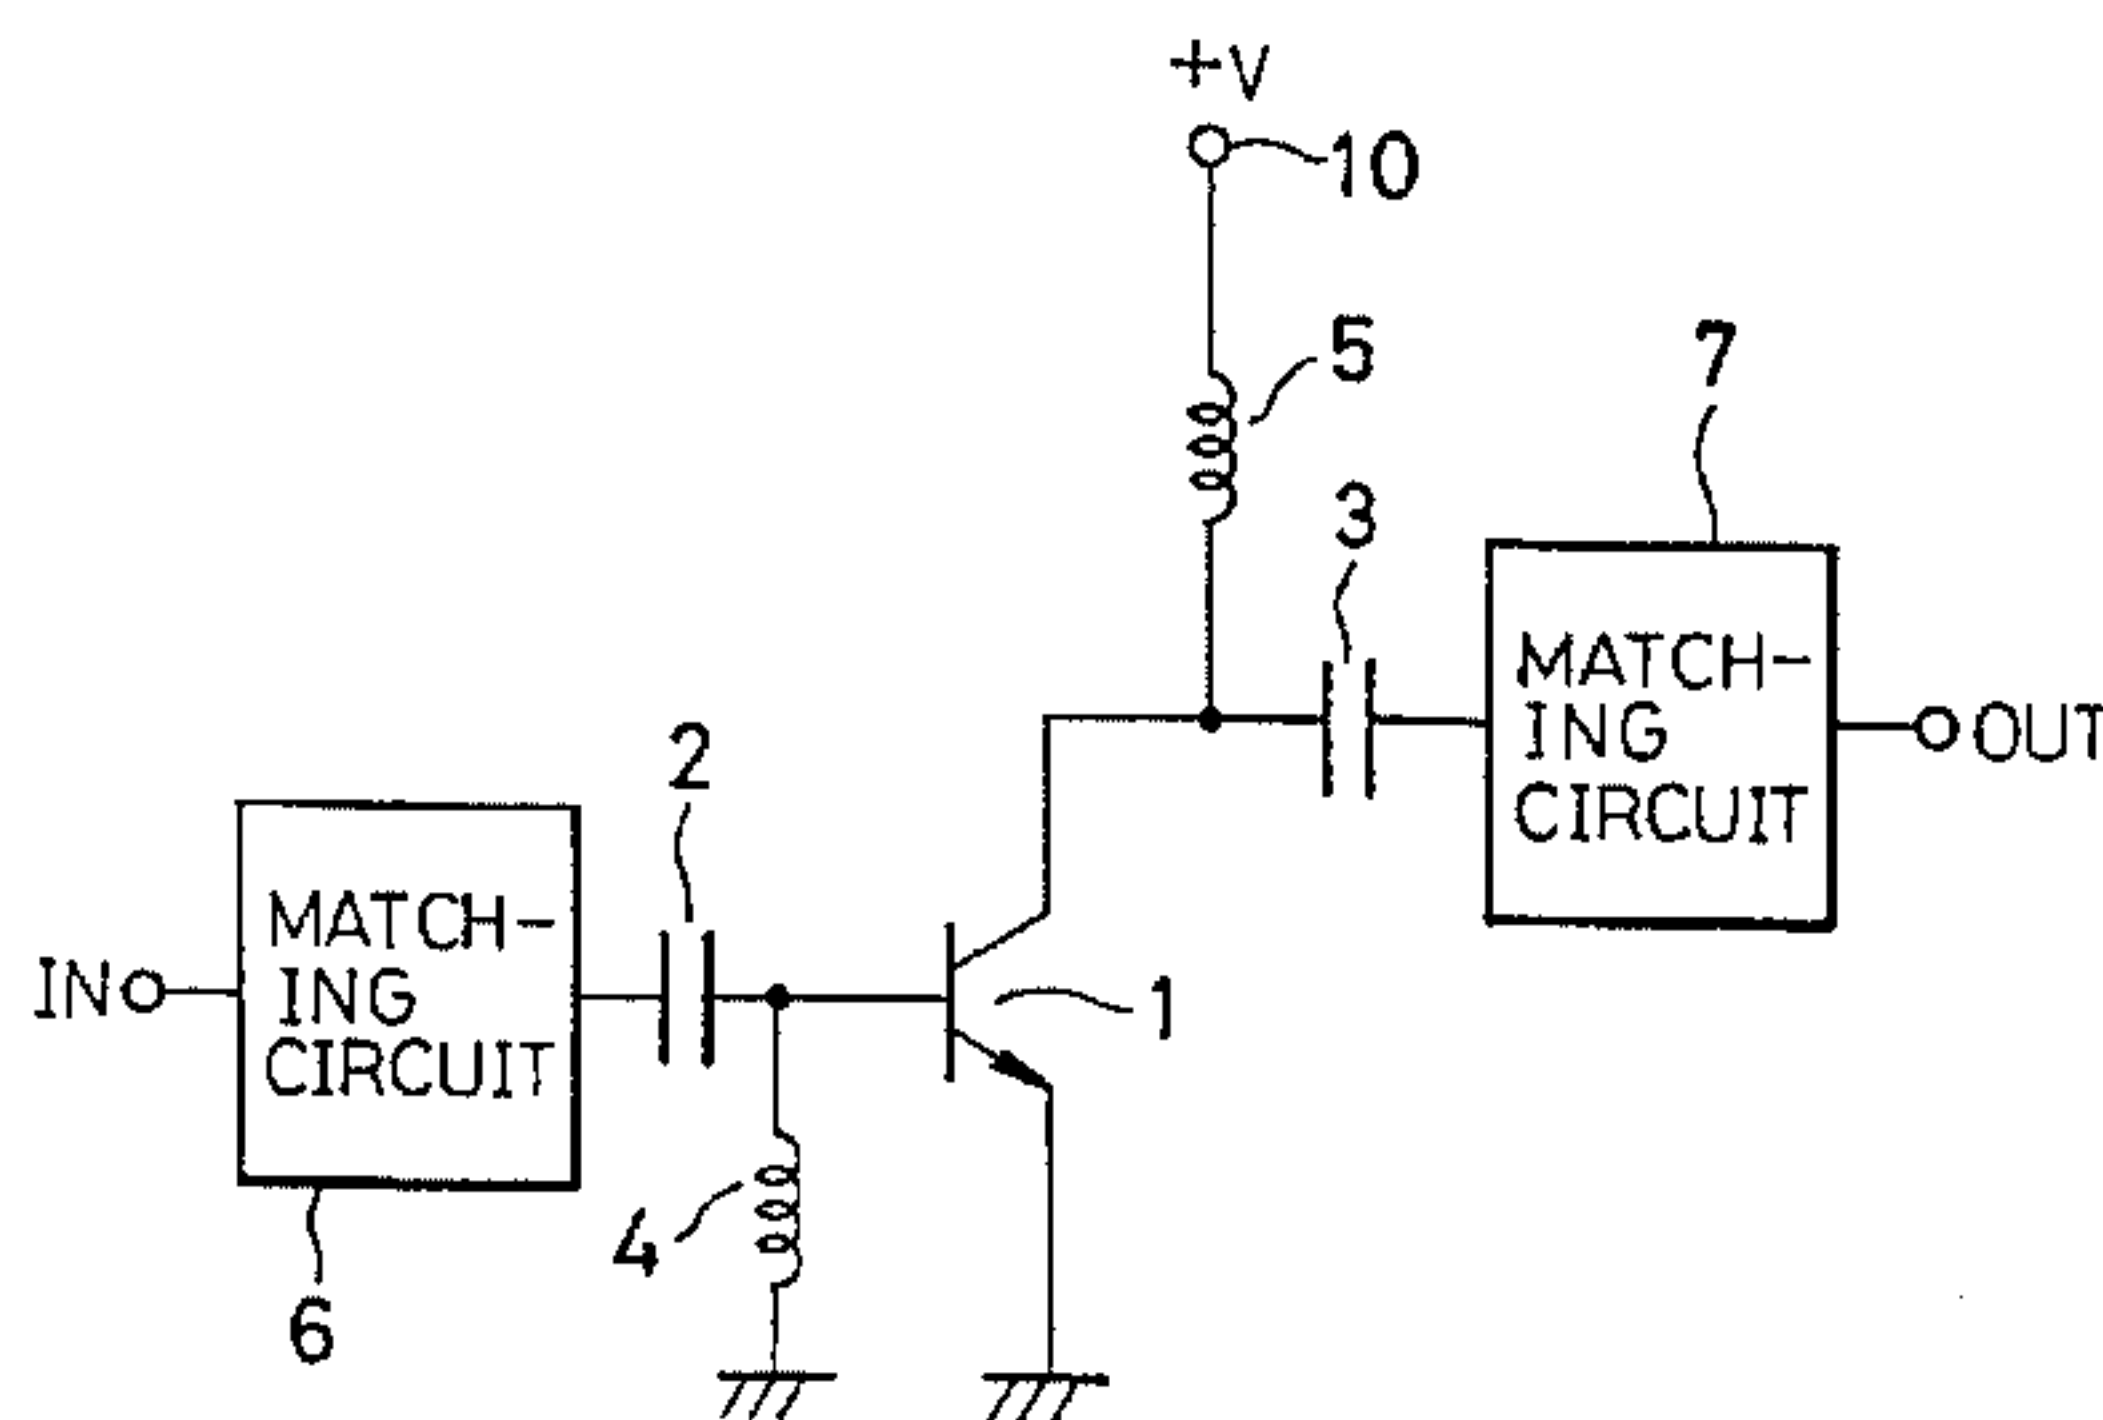 +V
10
5
7
3
MATCH-
ING
CIRCUIT
OUT
2
MATCH-
ING
CIRCUIT
IN
1
4
6